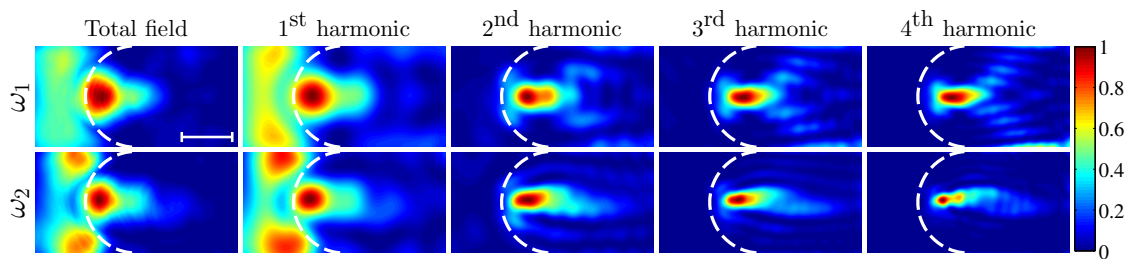 Total field 1st harmonic 2nd harmonic 3rd harmonic 4th harmonic
ω1
ω2
1
0.8
0.6
0.4
0.2
0